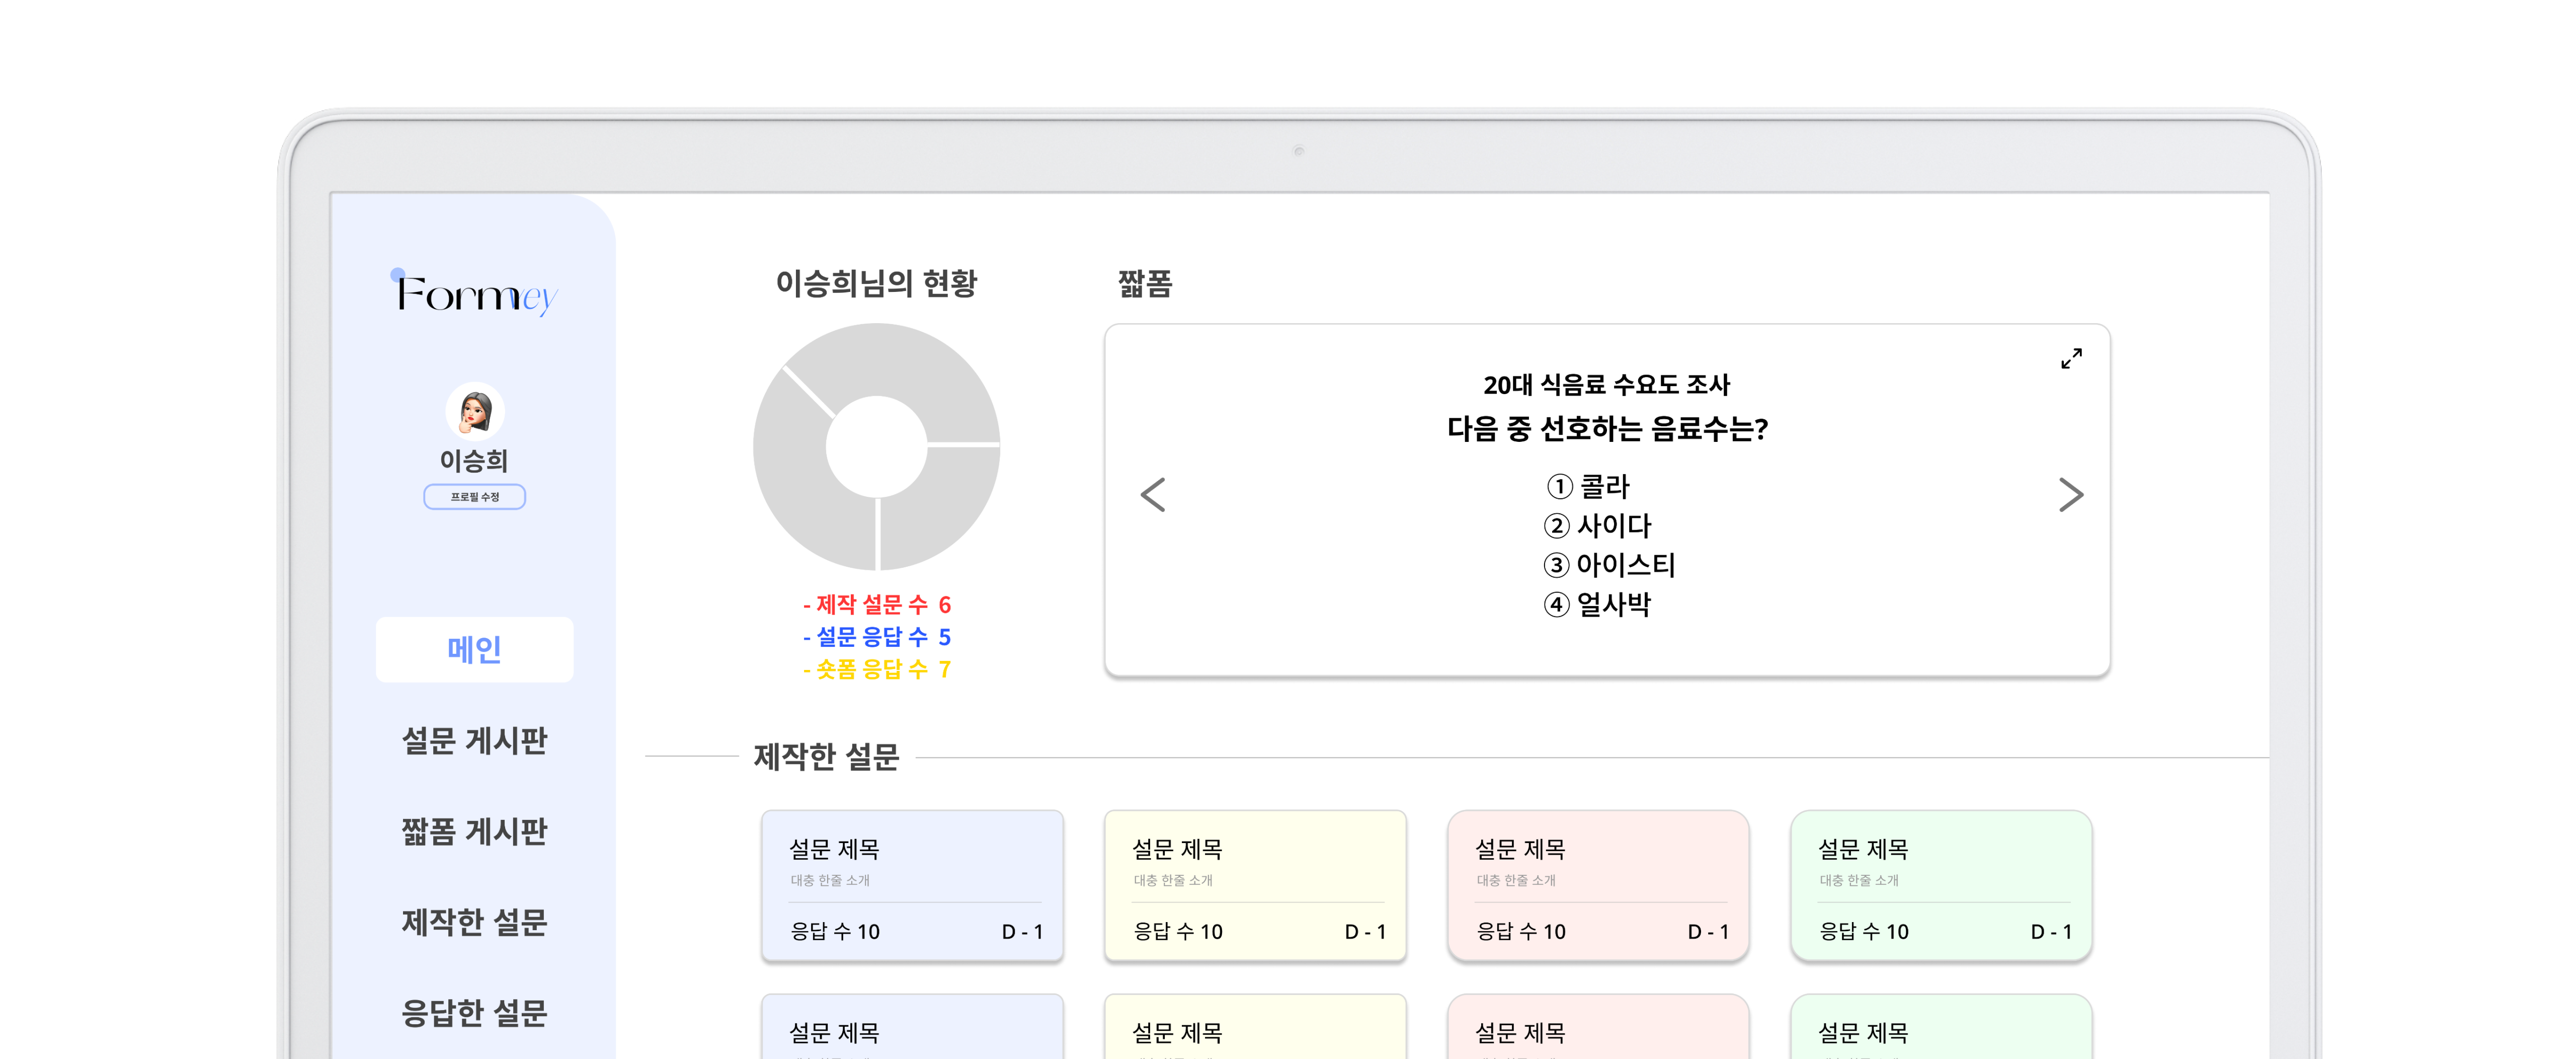 Formvey
이승희
프로필 수정
메인
설문 게시판
짧폼 게시판
제작한 설문
응답한 설문
이승희님의 현황
- 제작 설문 수 6
- 설문 응답 수 5
- 숏폼 응답 수 7
짧폼
20대 식음료 수요도 조사
다음 중 선호하는 음료수는?
① 콜라
② 사이다
③ 아이스티
④ 얼사박
제작한 설문
설문 제목
대충 한줄 소개
응답 수 10 D - 1
설문 제목
대충 한줄 소개
응답 수 10 D - 1
설문 제목
대충 한줄 소개
응답 수 10 D - 1
설문 제목
대충 한줄 소개
응답 수 10 D - 1
설문 제목
설문 제목
설문 제목
설문 제목